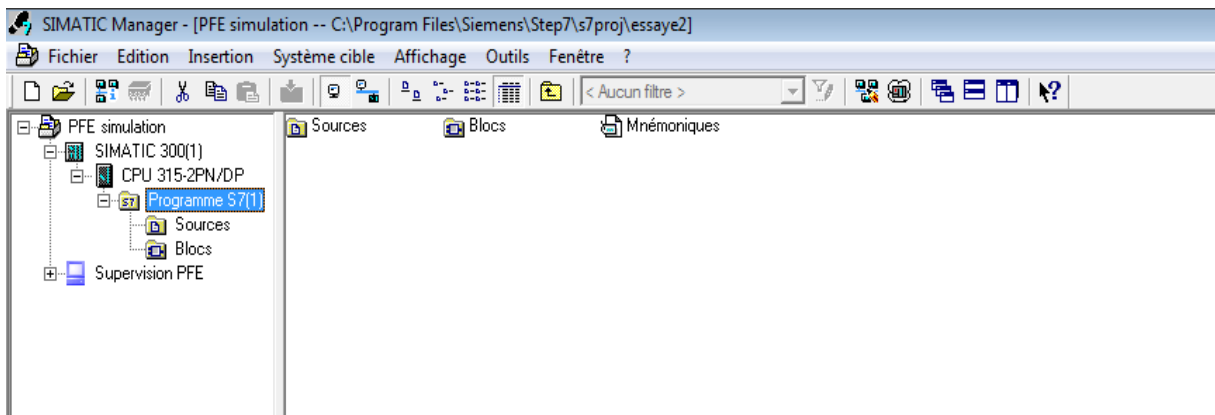 SIMATIC Manager - [PFE simulation -- C:\Program Files\Siemens\Step7\s7proj\essaye2]
Fichier Edition Insertion Système cible Affichage Outils Fenêtre ?
< Aucun filtre >
PFE simulation
SIMATIC 300(1)
CPU 315-2PN/DP
Programme S7(1)
Sources
Blocs
Supervision PFE
Sources Blocs Mnémoniques